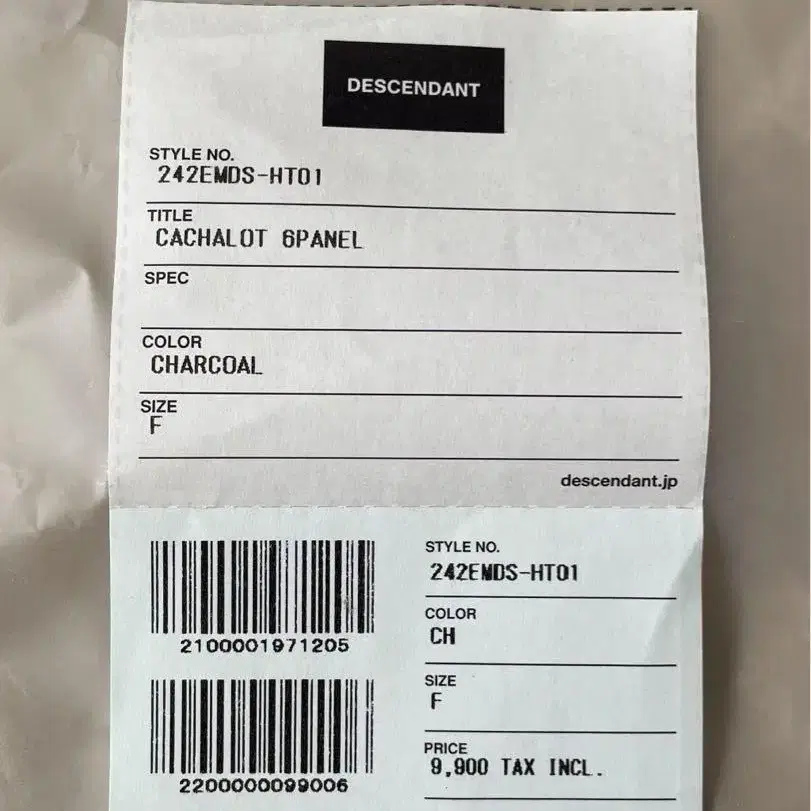 DESCENDANT
STYLE NO.
242EMDS-HT01
TITLE
CACHALOT 6PANEL
SPEC
COLOR
CHARCOAL
SIZE
F
descendant.jp
2100001971205
2200000099006
STYLE NO.
242EMDS-HT01
COLOR
CH
SIZE
F
PRICE
9,900 TAX INCL.